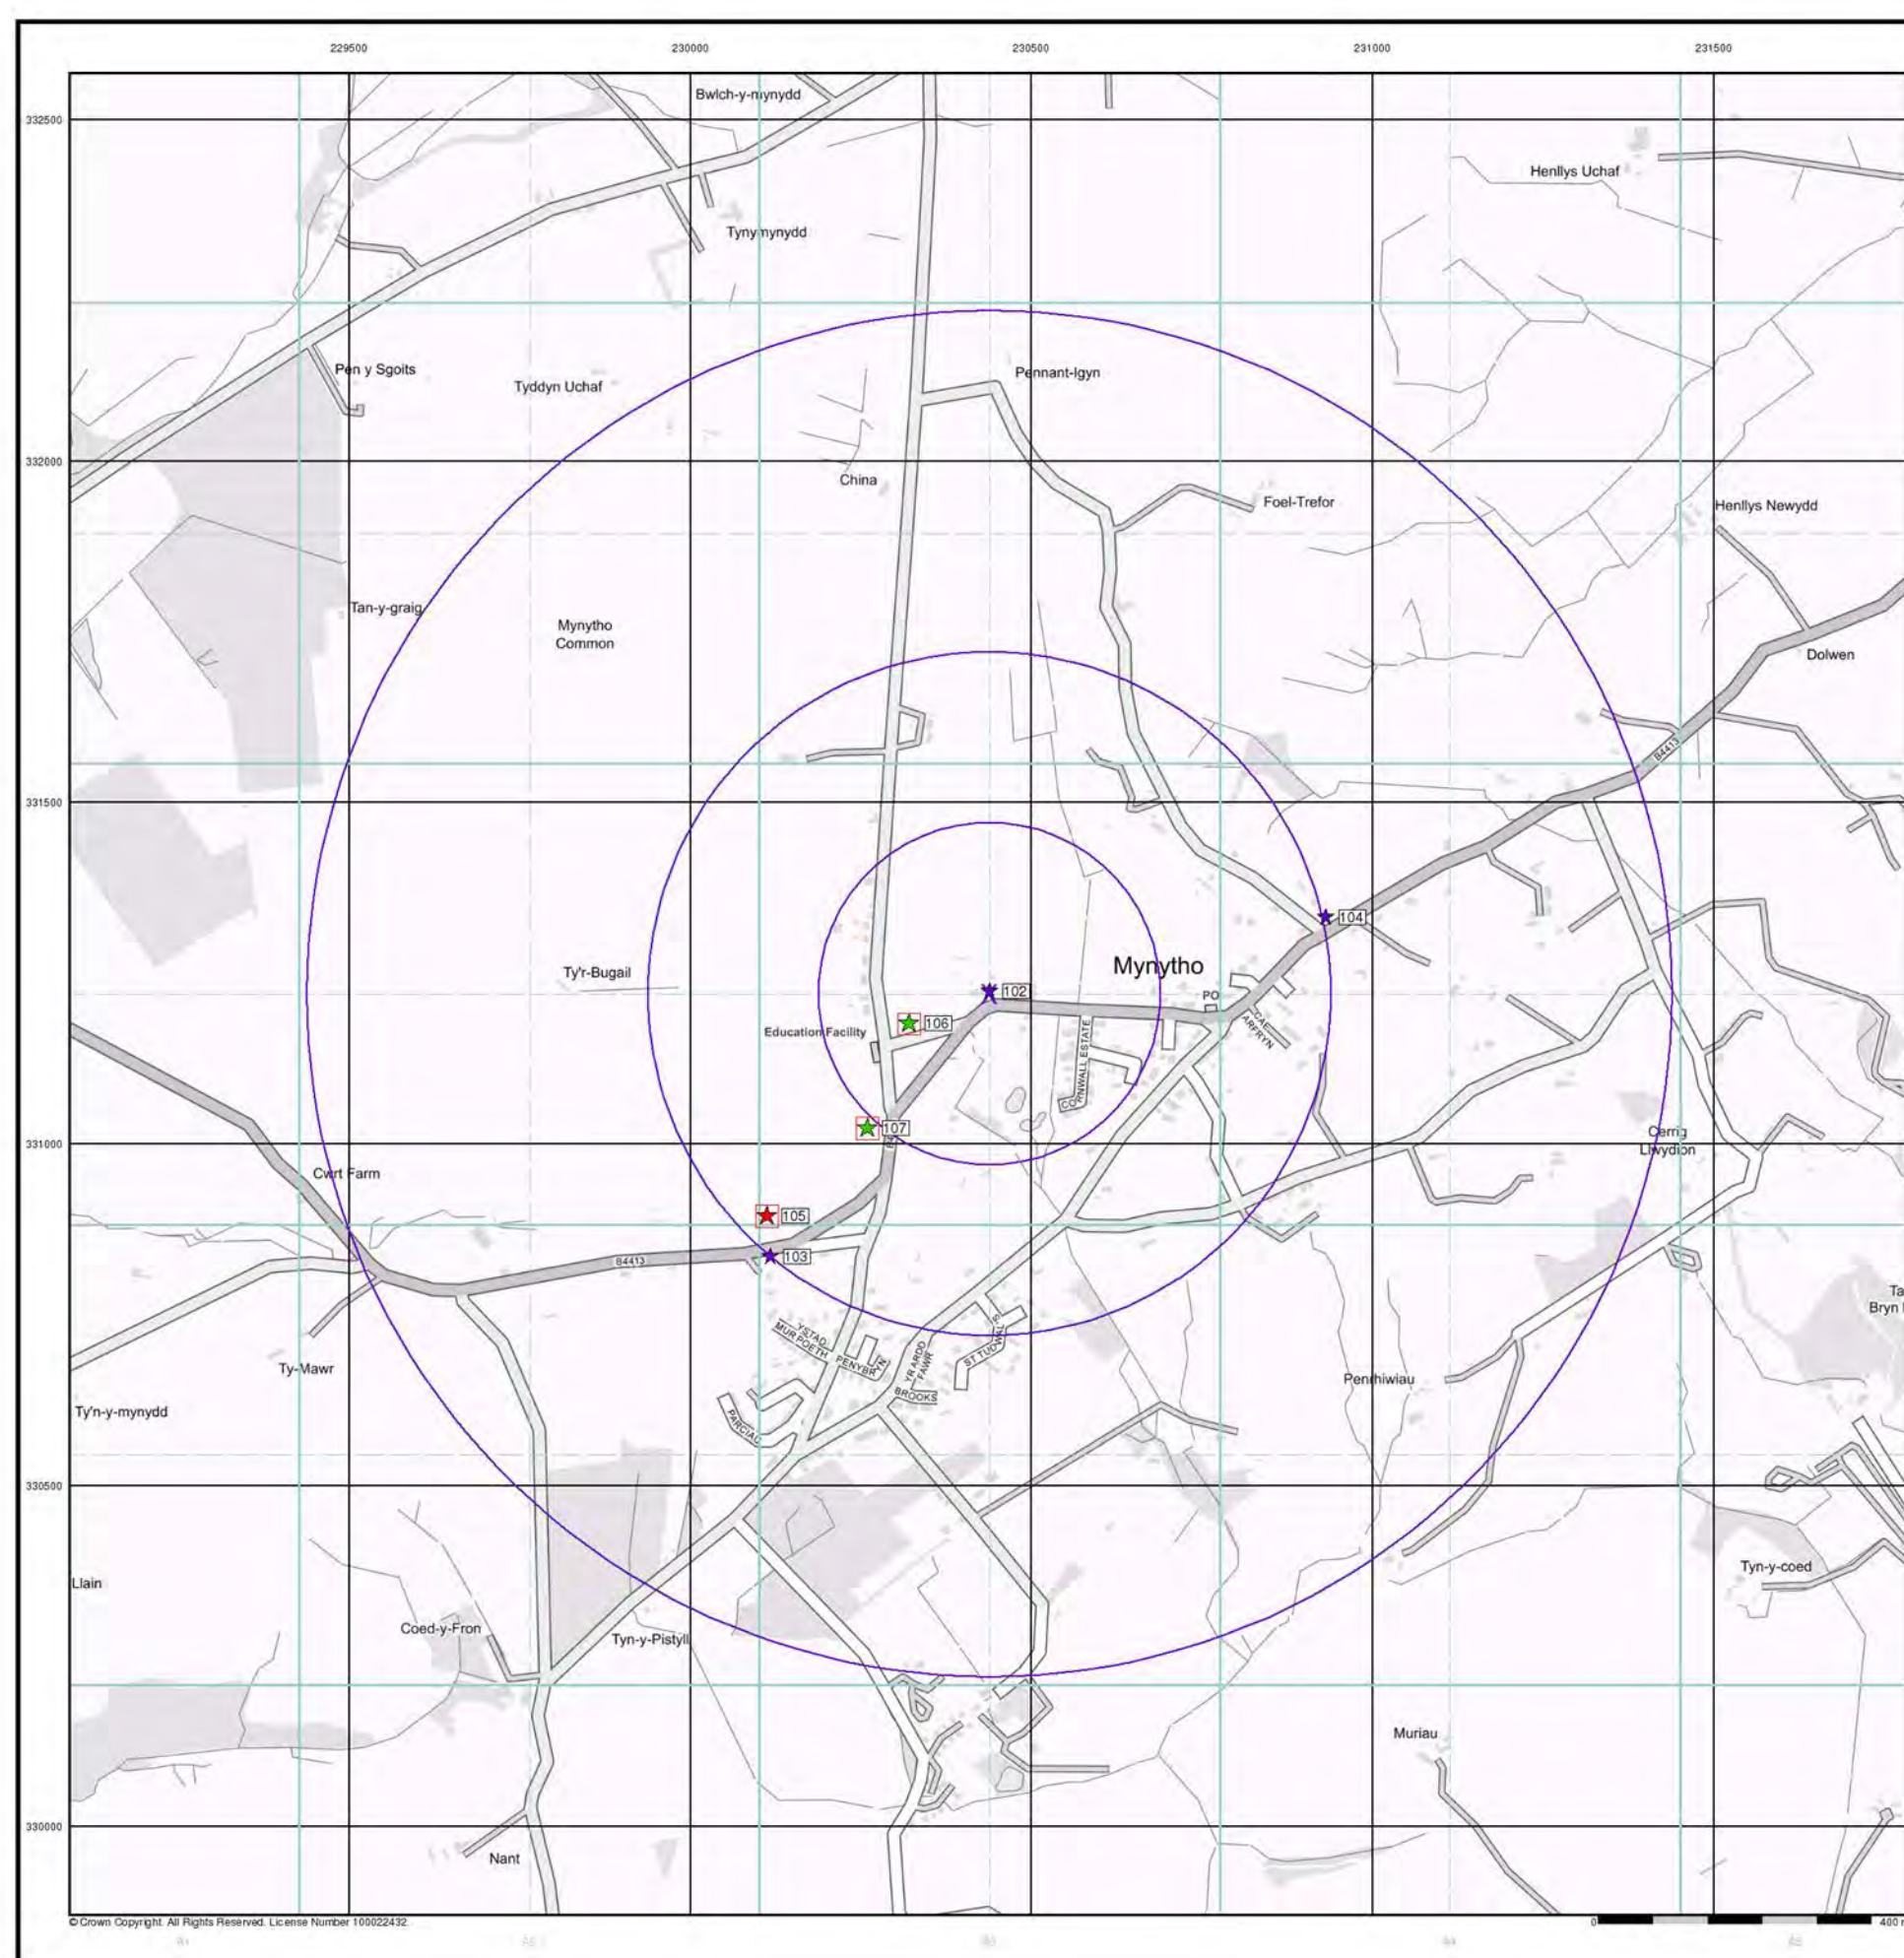 229500 230000 230500 231000 231500
332500
Bwlch-y-mynydd
Henllys Uchaf
Tynymynydd
Pen y Sgoits
Pennant-Igyn
Tyddyn Uchaf
332000
China
Foel-Trefor
Henllys Newydd
Tan-y-graig
Mynytho
Common
Dolwen
B4413
331500
104
Mynytho
Ty'r-Bugail
102
PO
106
Education Facility
CAE
ARFRYN
CORNWALL ESTATE
107
331000
Cerrig
Llwydion
Cwrt Farm
105
103
B4413
Ty-Mawr
YSTAD
MUR POETH
PENYBRYN
YR ARDD
FAWR
ST TUDWALS
BROOKS
Penrhiwiau
Ty'n-y-mynydd
PARCIAU
330500
Tyn-y-coed
Llain
Coed-y-Fron
Tyn-y-Pistyll
Muriau
330000
Nant
© Crown Copyright. All Rights Reserved. License Number 100022432.
0 400